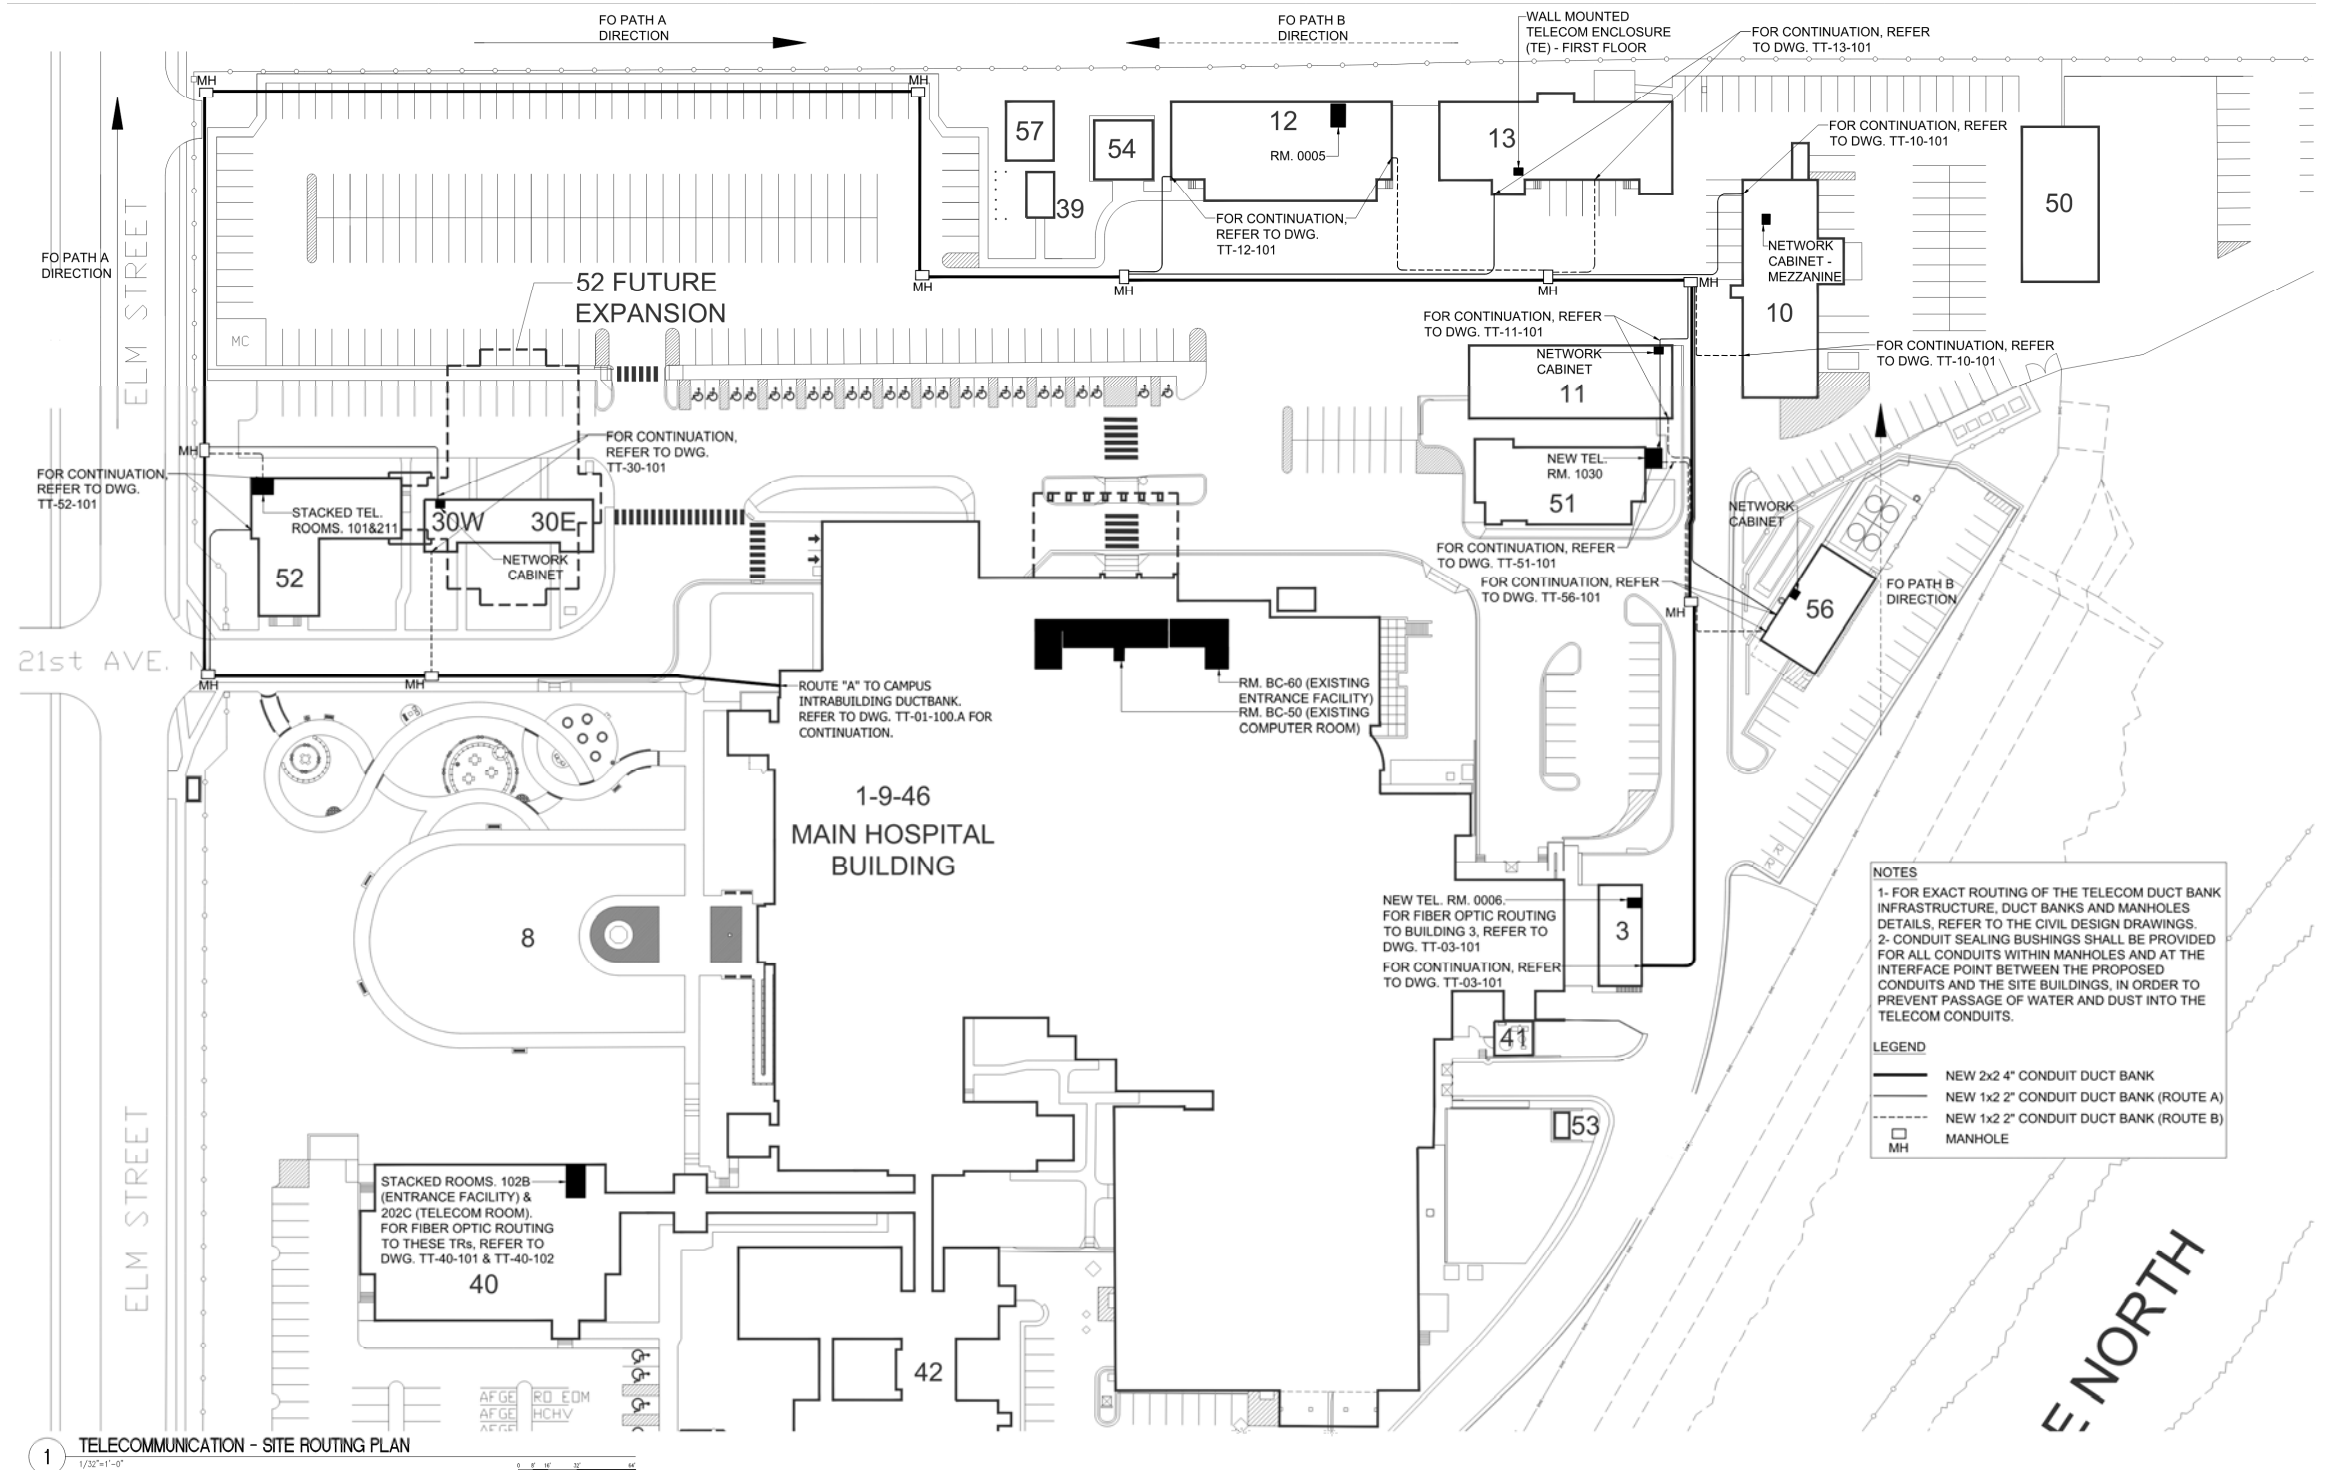 FO PATH A
DIRECTION
FO PATH B
DIRECTION
WALL MOUNTED
TELECOM ENCLOSURE
(TE) - FIRST FLOOR
FOR CONTINUATION, REFER
TO DWG. TT-13-101
MH
MH
57
54
12
RM. 0005
13
FOR CONTINUATION, REFER
TO DWG. TT-10-101
50
39
FOR CONTINUATION,
REFER TO DWG.
TT-12-101
NETWORK
CABINET -
MEZZANINE
10
FO PATH A
DIRECTION
ELM STREET
52 FUTURE
EXPANSION
MH
MH
MH
MH
MC
FOR CONTINUATION, REFER
TO DWG. TT-11-101
NETWORK
CABINET
11
FOR CONTINUATION, REFER
TO DWG. TT-10-101
MH
FOR CONTINUATION,
REFER TO DWG.
TT-30-101
FOR CONTINUATION,
REFER TO DWG.
TT-52-101
STACKED TEL.
ROOMS. 101&211
30W
30E
NETWORK
CABINET
52
NEW TEL.
RM. 1030
51
NETWORK
CABINET
FOR CONTINUATION, REFER
TO DWG. TT-51-101
FOR CONTINUATION, REFER
TO DWG. TT-56-101
MH
56
FO PATH B
DIRECTION
21st AVE. N
MH
MH
ROUTE "A" TO CAMPUS
INTRABUILDING DUCTBANK.
REFER TO DWG. TT-01-100.A FOR
CONTINUATION.
RM. BC-60 (EXISTING
ENTRANCE FACILITY)
RM. BC-50 (EXISTING
COMPUTER ROOM)
1-9-46
MAIN HOSPITAL
BUILDING
8
NEW TEL. RM. 0006.
FOR FIBER OPTIC ROUTING
TO BUILDING 3, REFER TO
DWG. TT-03-101
3
FOR CONTINUATION, REFER
TO DWG. TT-03-101
41
53
NOTES
1- FOR EXACT ROUTING OF THE TELECOM DUCT BANK
INFRASTRUCTURE, DUCT BANKS AND MANHOLES
DETAILS, REFER TO THE CIVIL DESIGN DRAWINGS.
2- CONDUIT SEALING BUSHINGS SHALL BE PROVIDED
FOR ALL CONDUITS WITHIN MANHOLES AND AT THE
INTERFACE POINT BETWEEN THE PROPOSED
CONDUITS AND THE SITE BUILDINGS, IN ORDER TO
PREVENT PASSAGE OF WATER AND DUST INTO THE
TELECOM CONDUITS.
LEGEND
NEW 2x2 4" CONDUIT DUCT BANK
NEW 1x2 2" CONDUIT DUCT BANK (ROUTE A)
NEW 1x2 2" CONDUIT DUCT BANK (ROUTE B)
MH MANHOLE
ELM STREET
STACKED ROOMS. 102B
(ENTRANCE FACILITY) &
202C (TELECOM ROOM).
FOR FIBER OPTIC ROUTING
TO THESE TRs, REFER TO
DWG. TT-40-101 & TT-40-102
40
42
E NORTH
AFGE RO EOM
AFGE HCHV
AFGE
1 TELECOMMUNICATION - SITE ROUTING PLAN
1/32"=1'-0"
0 8' 16' 32' 64'